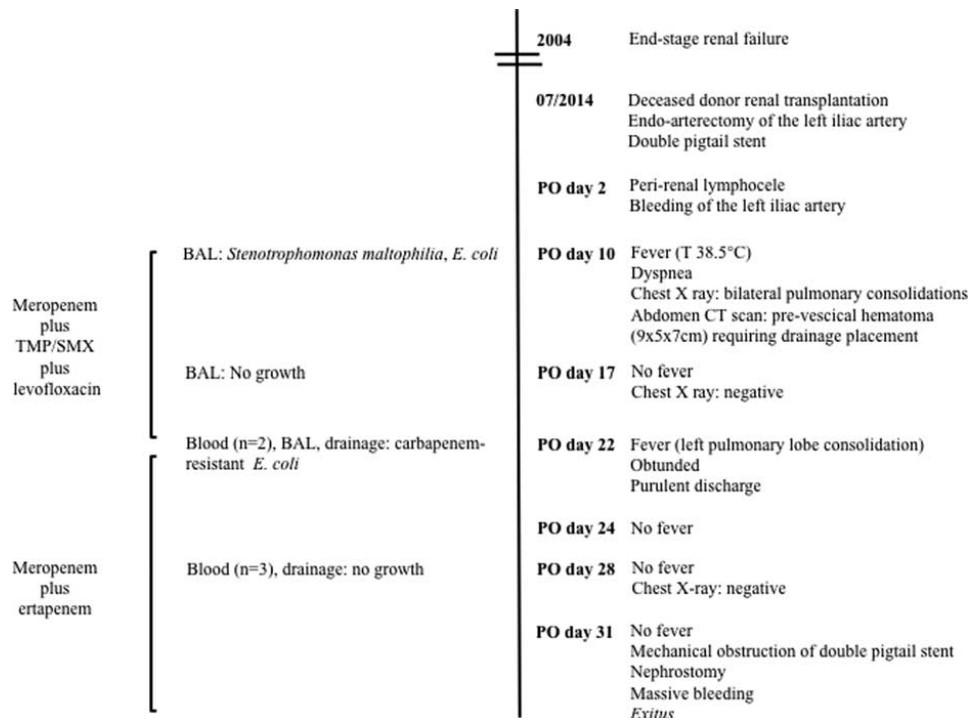 2004 End-stage renal failure
07/2014 Deceased donor renal transplantation
Endo-arterectomy of the left iliac artery
Double pigtail stent
PO day 2 Peri-renal lymphocele
Bleeding of the left iliac artery
BAL: Stenotrophomonas maltophilia, E. coli PO day 10 Fever (T 38.5°C)
Dyspnea
Chest X ray: bilateral pulmonary consolidations
Abdomen CT scan: pre-vescical hematoma
(9x5x7cm) requiring drainage placement
Meropenem
plus
TMP/SMX
plus
levofloxacin
BAL: No growth PO day 17 No fever
Chest X ray: negative
Blood (n=2), BAL, drainage: carbapenem-
resistant E. coli
PO day 22 Fever (left pulmonary lobe consolidation)
Obtunded
Purulent discharge
PO day 24 No fever
Meropenem
plus
ertapenem
Blood (n=3), drainage: no growth PO day 28 No fever
Chest X-ray: negative
PO day 31 No fever
Mechanical obstruction of double pigtail stent
Nephrostomy
Massive bleeding
Exitus